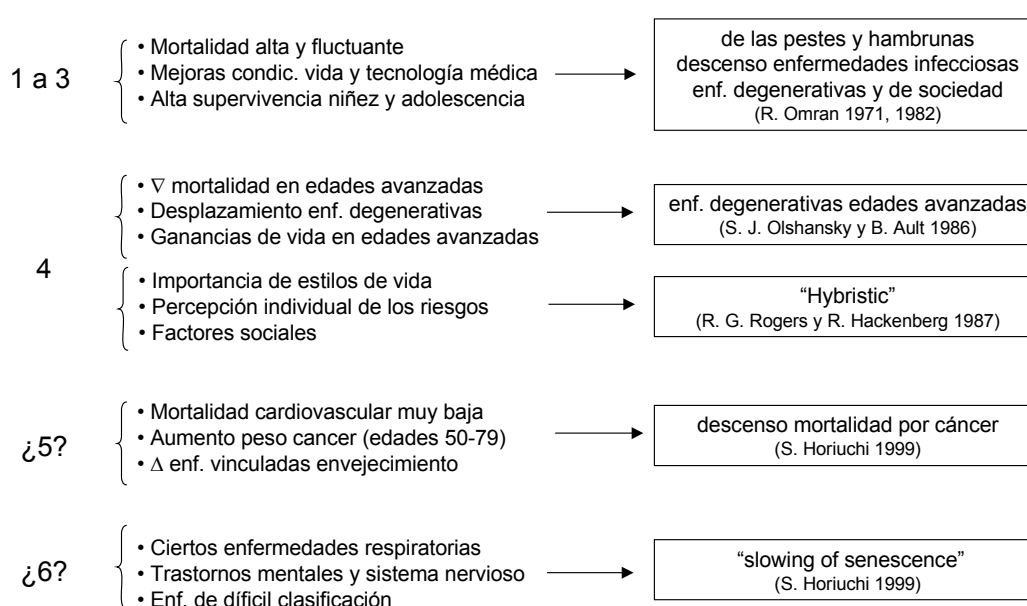 1 a 3
• Mortalidad alta y fluctuante
• Mejoras condic. vida y tecnología médica
• Alta supervivencia niñez y adolescencia
de las pestes y hambrunas
descenso enfermedades infecciosas
enf. degenerativas y de sociedad
(R. Omran 1971, 1982)
4
• ∇ mortalidad en edades avanzadas
• Desplazamiento enf. degenerativas
• Ganancias de vida en edades avanzadas
enf. degenerativas edades avanzadas
(S. J. Olshansky y B. Ault 1986)
• Importancia de estilos de vida
• Percepción individual de los riesgos
• Factores sociales
“Hybristic”
(R. G. Rogers y R. Hackenberg 1987)
¿5?
• Mortalidad cardiovascular muy baja
• Aumento peso cancer (edades 50-79)
• Δ enf. vinculadas envejecimiento
descenso mortalidad por cáncer
(S. Horiuchi 1999)
¿6?
• Ciertos enfermedades respiratorias
• Trastornos mentales y sistema nervioso
• Enf. de díficil clasificación
“slowing of senescence”
(S. Horiuchi 1999)